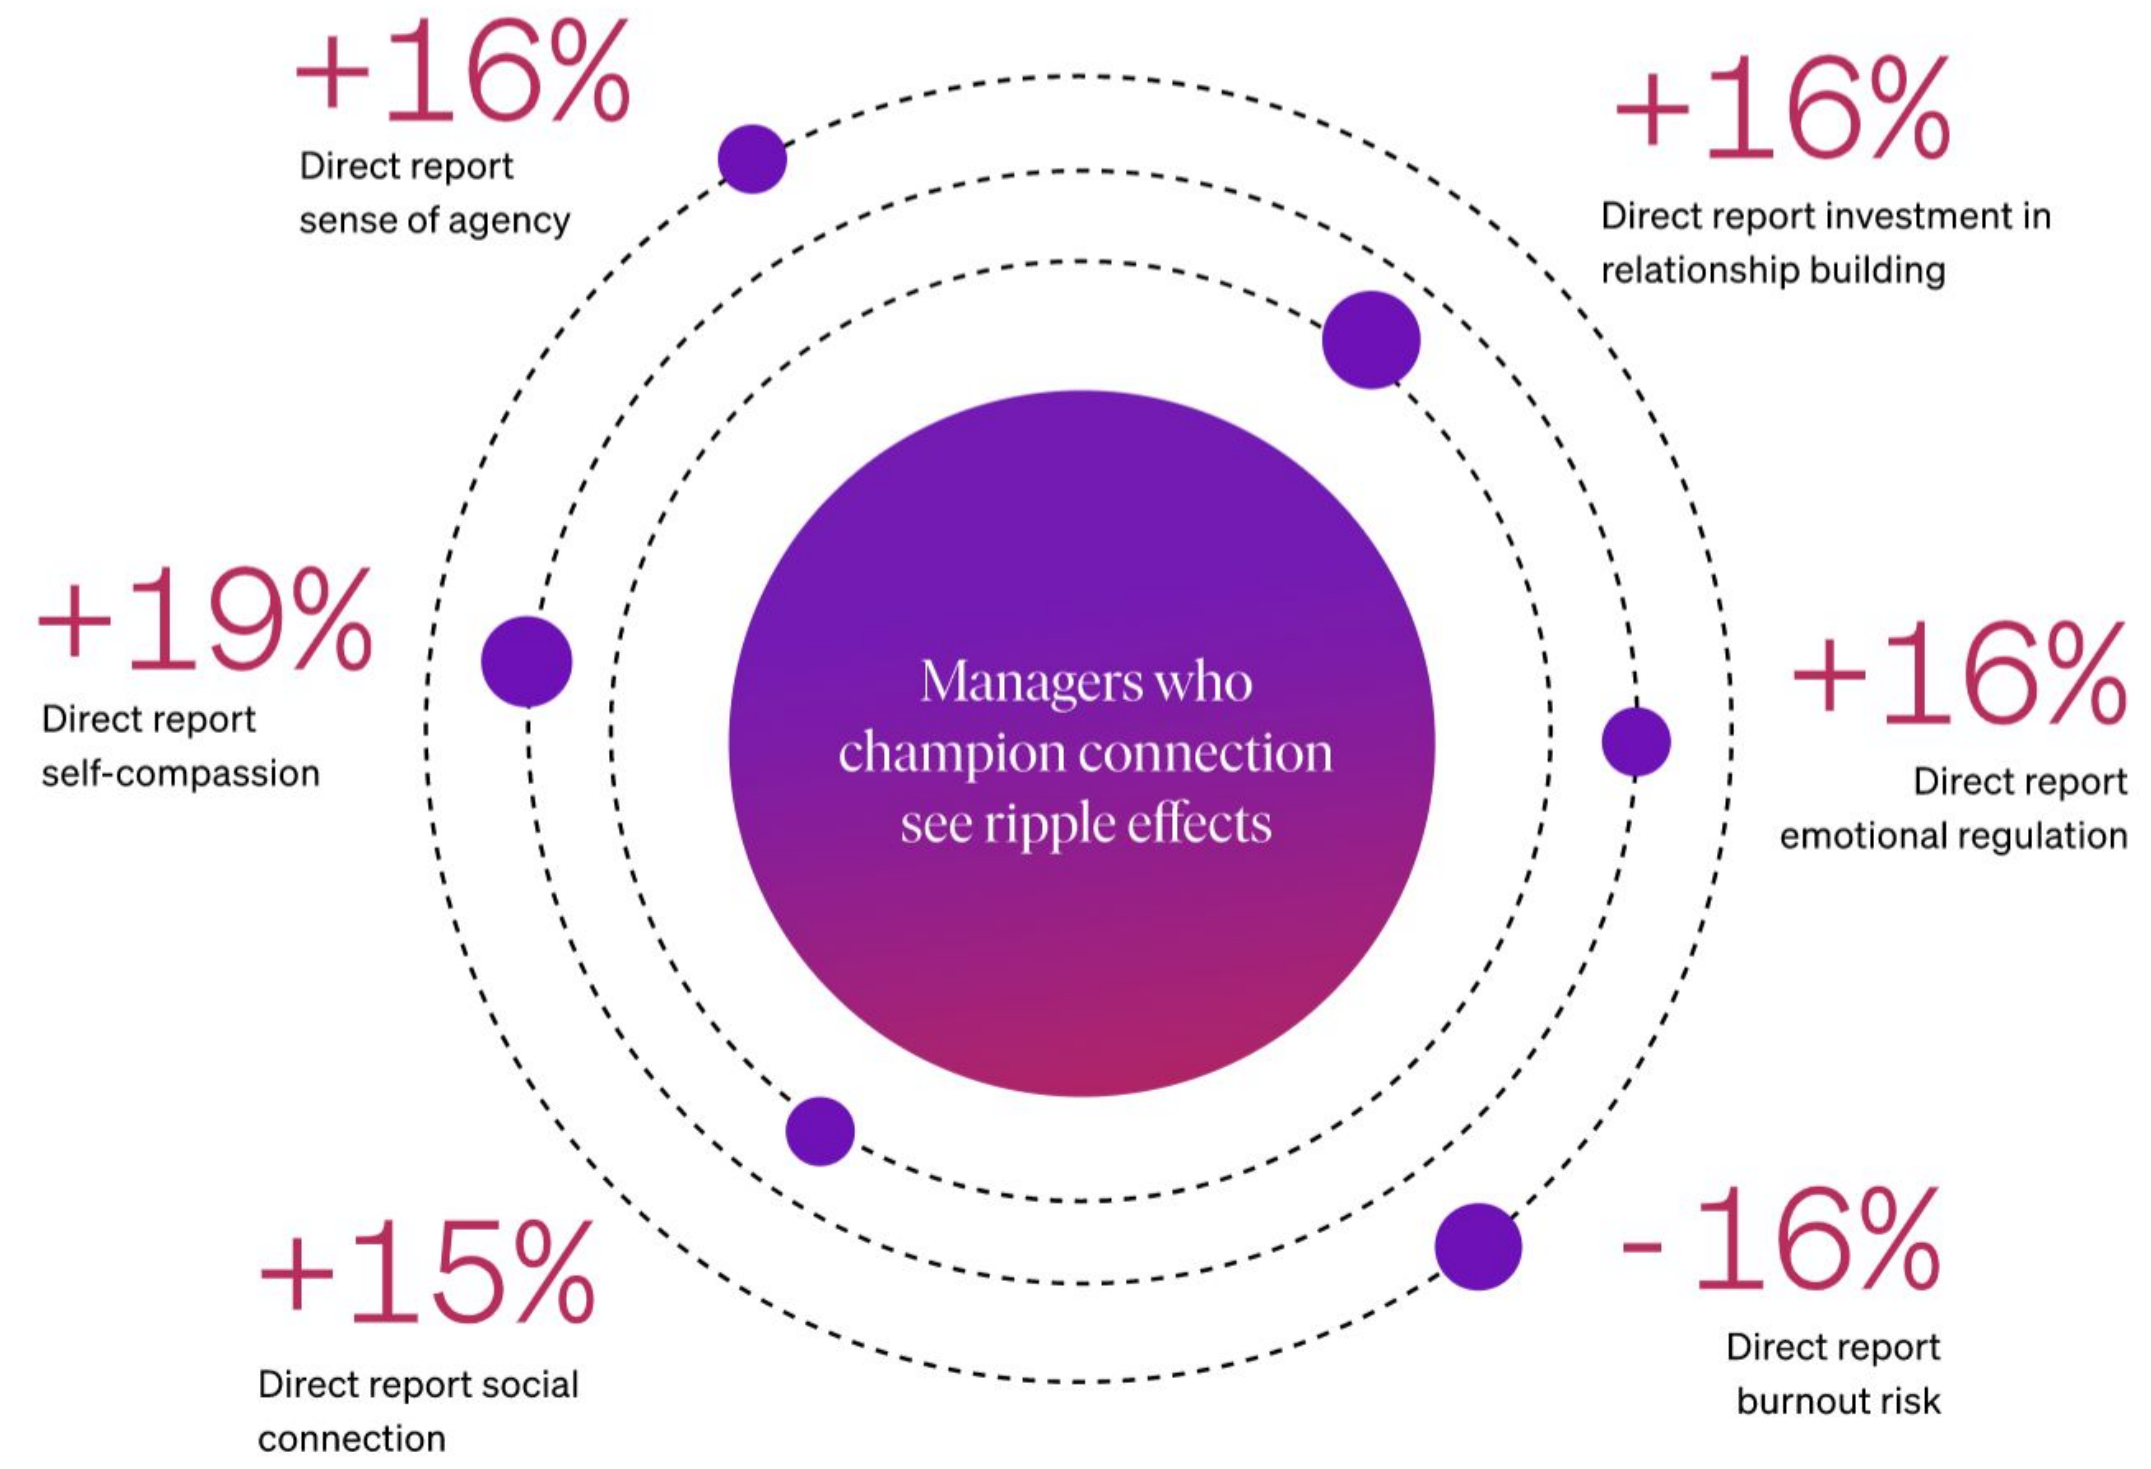 +16%
Direct report
sense of agency
+16%
Direct report investment in
relationship building
+19%
Direct report
self-compassion
Managers who
champion connection
see ripple effects
+16%
Direct report
emotional regulation
+15%
Direct report social
connection
- 16%
Direct report
burnout risk